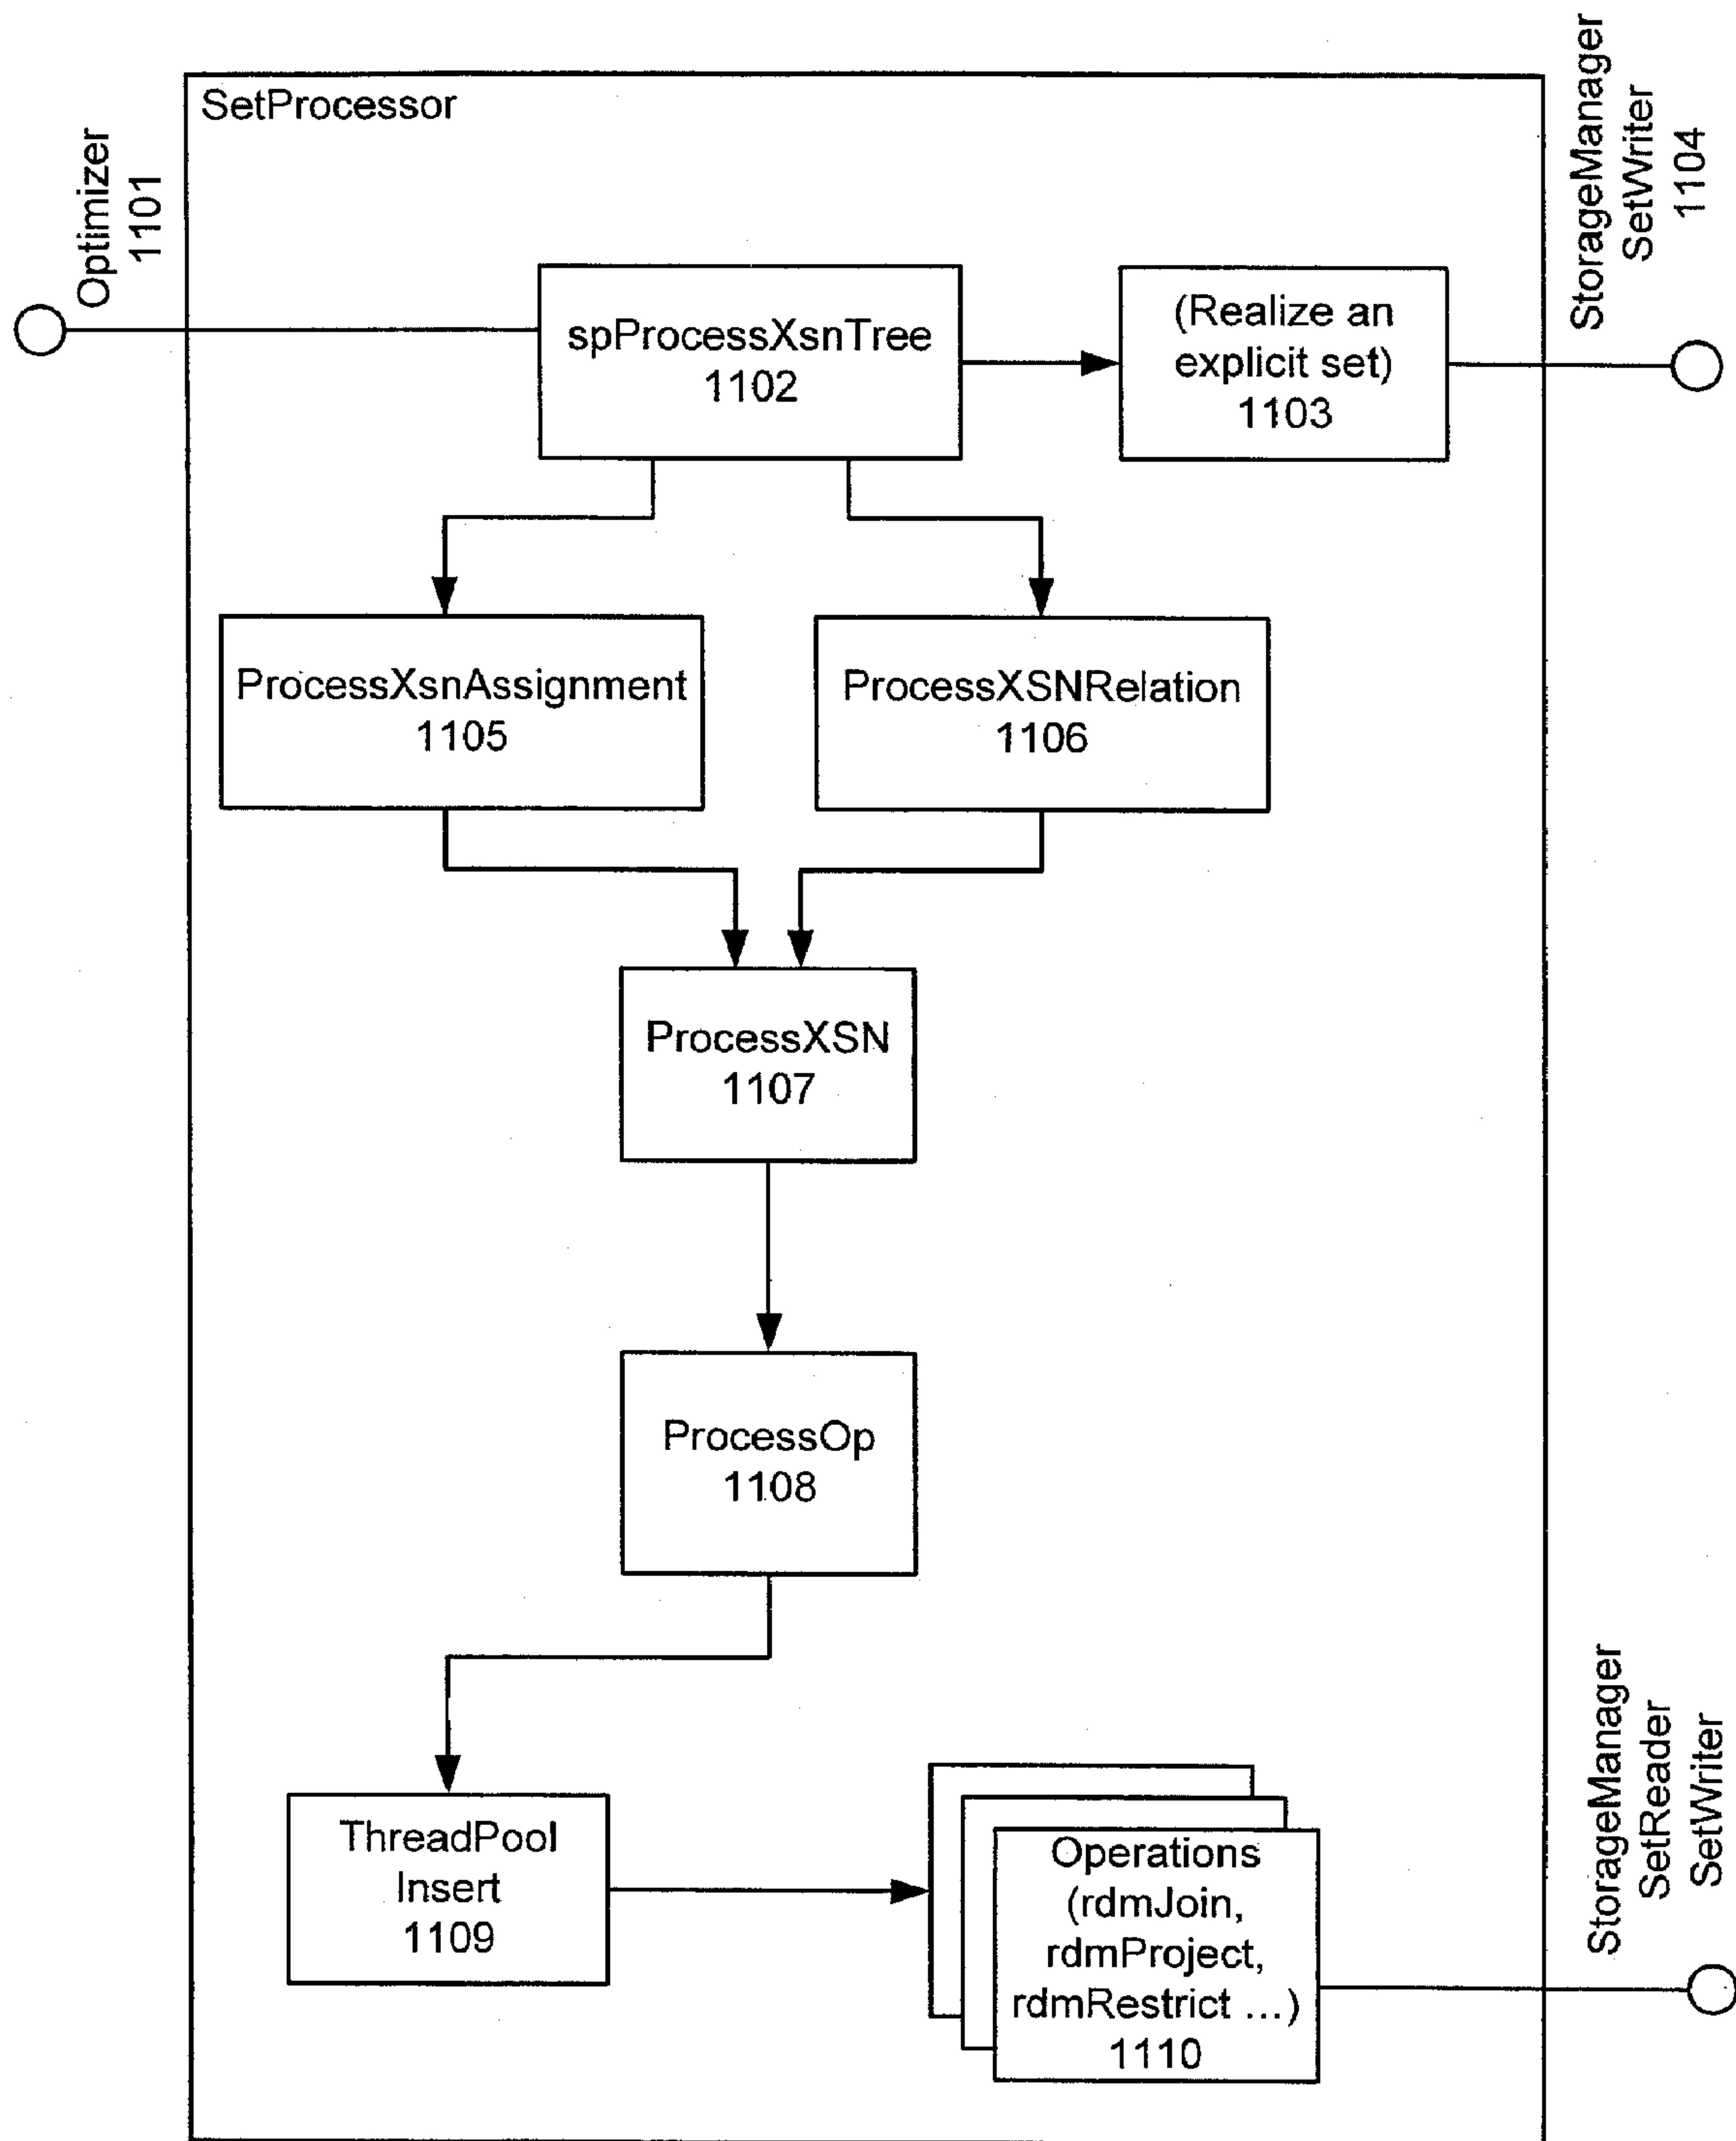 SetProcessor
Optimizer
1101
StorageManager
SetWriter
1104
spProcessXsnTree
1102
(Realize an
explicit set)
1103
ProcessXsnAssignment
1105
ProcessXSNRelation
1106
ProcessXSN
1107
ProcessOp
1108
ThreadPool
Insert
1109
Operations
(rdmJoin,
rdmProject,
rdmRestrict ...)
1110
StorageManager
SetReader
SetWriter